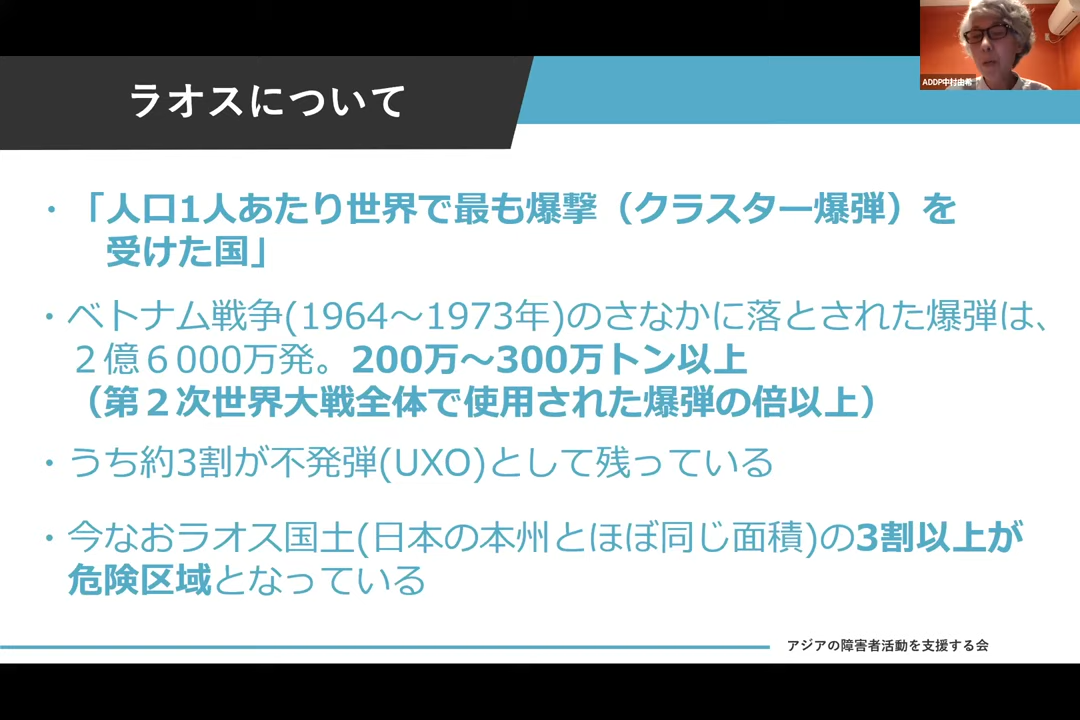 ADDP中村由希
ラオスについて
・「人口1人あたり世界で最も爆撃（クラスター爆弾）を
受けた国」
・ベトナム戦争(1964～1973年)のさなかに落とされた爆弾は、
２億６000万発。200万～300万トン以上
（第２次世界大戦全体で使用された爆弾の倍以上）
・うち約3割が不発弾(UXO)として残っている
・今なおラオス国土(日本の本州とほぼ同じ面積)の3割以上が
危険区域となっている
アジアの障害者活動を支援する会